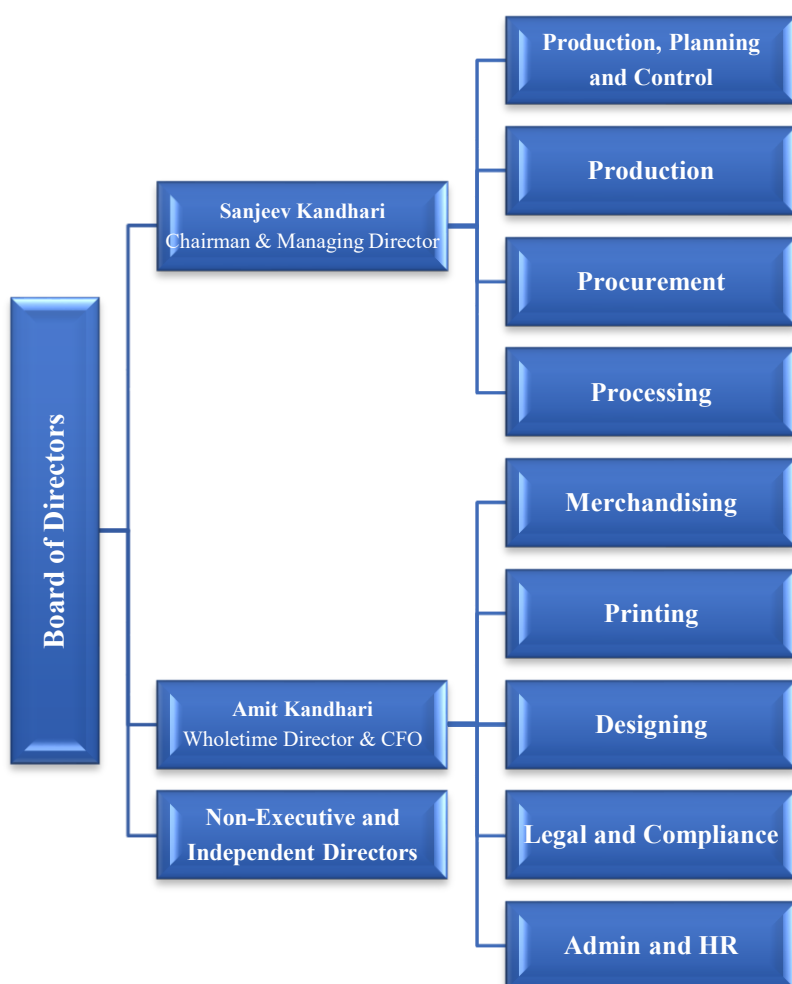 Board of Directors
Sanjeev Kandhari
Chairman & Managing Director
Production, Planning
and Control
Production
Procurement
Processing
Amit Kandhari
Wholetime Director & CFO
Merchandising
Printing
Designing
Legal and Compliance
Admin and HR
Non-Executive and
Independent Directors